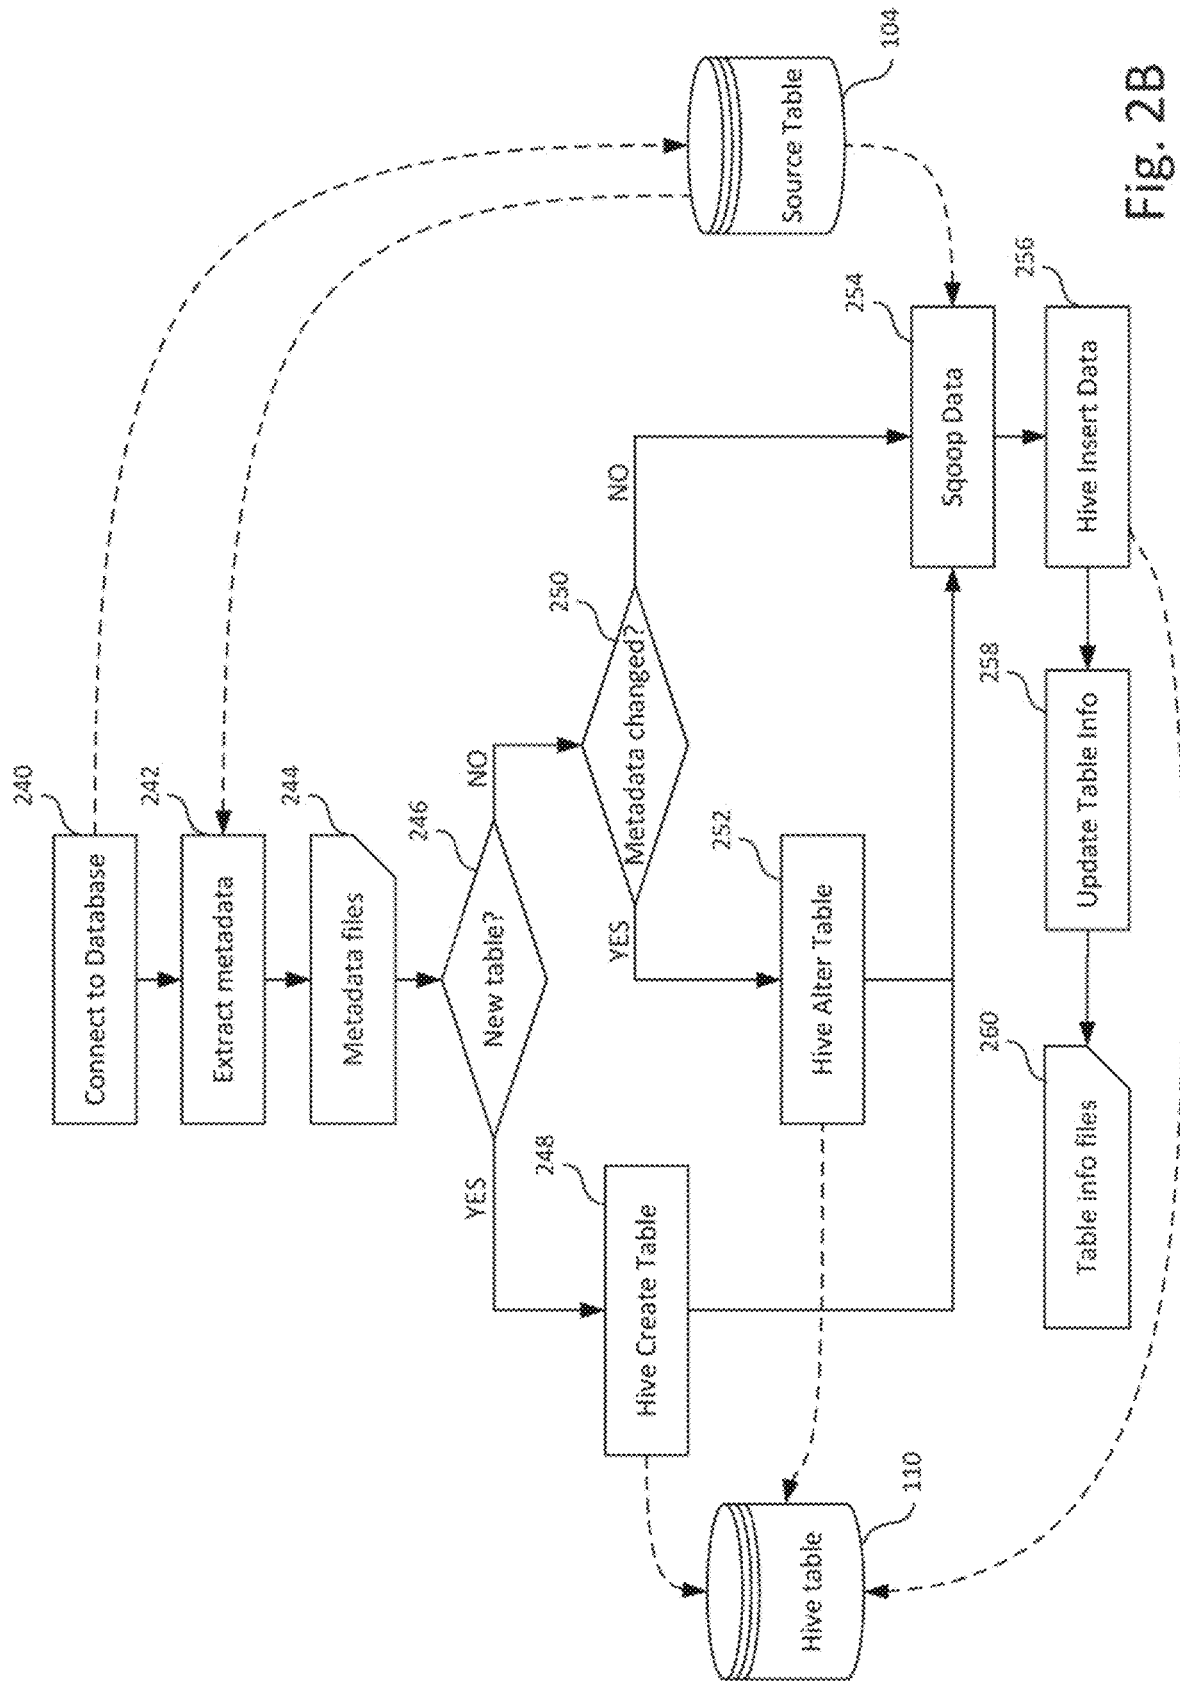 240
Connect to Database
242
Extract metadata
244
Metadata files
246
New table?
YES
NO
248
Hive Create Table
250
Metadata changed?
YES
NO
252
Hive Alter Table
Source Table
104
Hive table
110
254
Sqoop Data
256
Hive Insert Data
258
Update Table Info
260
Table info files
Fig. 2B